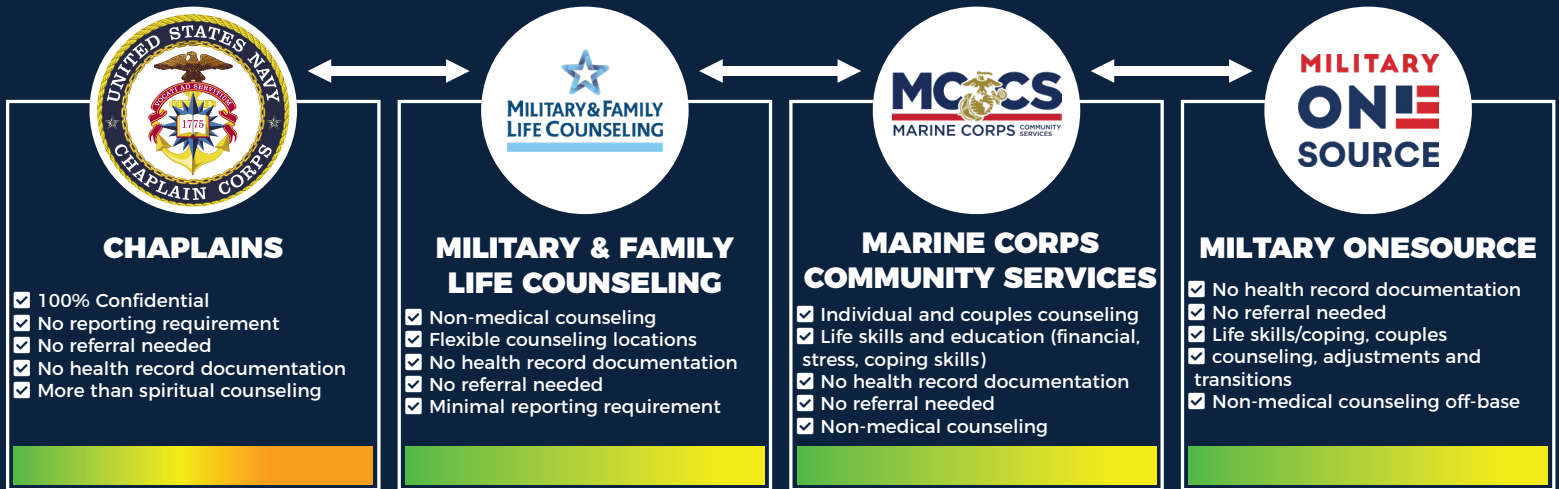 UNITED STATES NAVY
VOCATI AD SERVITIUM
1775
CHAPLAIN CORPS
CHAPLAINS
100% Confidential
No reporting requirement
No referral needed
No health record documentation
More than spiritual counseling
MILITARY & FAMILY
LIFE COUNSELING
MILITARY & FAMILY
LIFE COUNSELING
Non-medical counseling
Flexible counseling locations
No health record documentation
No referral needed
Minimal reporting requirement
MCCS
MARINE CORPS COMMUNITY
SERVICES
MARINE CORPS
COMMUNITY SERVICES
Individual and couples counseling
Life skills and education (financial,
stress, coping skills)
No health record documentation
No referral needed
Non-medical counseling
MILITARY
ONE
SOURCE
MILTARY ONESOURCE
No health record documentation
No referral needed
Life skills/coping, couples
counseling, adjustments and
transitions
Non-medical counseling off-base